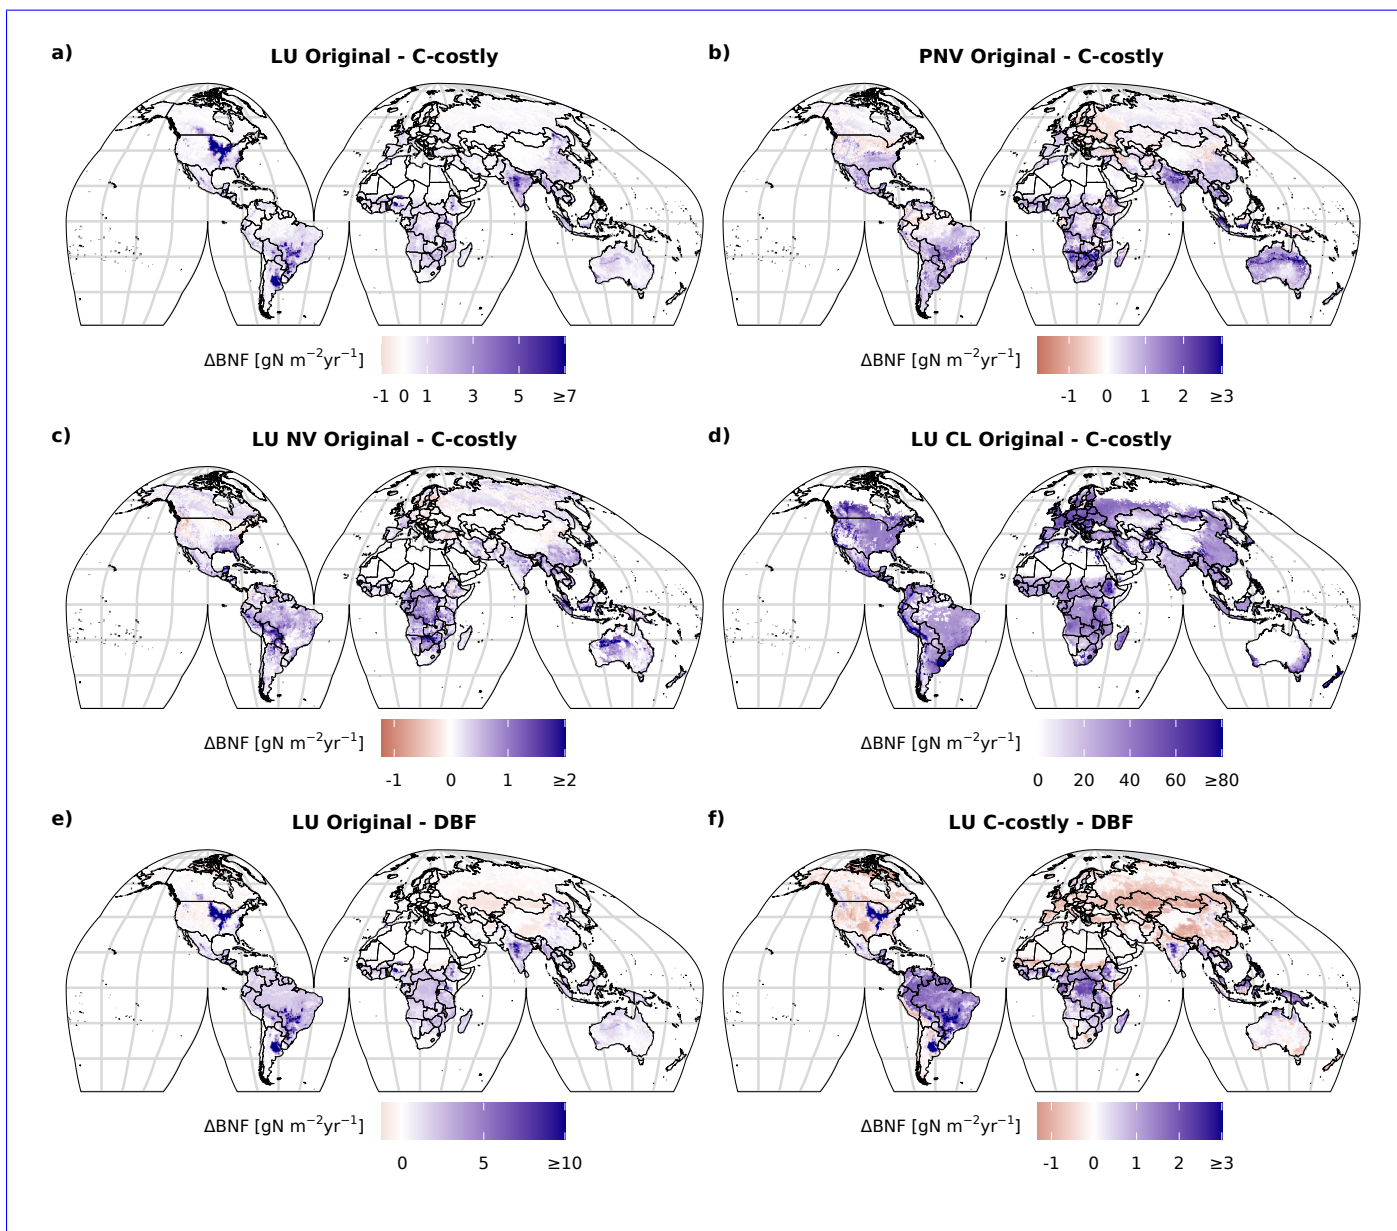 a) LU Original - C-costly
b) PNV Original - C-costly
ΔBNF [gN m⁻²yr⁻¹]
-1 0 1 3 5 ≥7
ΔBNF [gN m⁻²yr⁻¹]
-1 0 1 2 ≥3
c) LU NV Original - C-costly
d) LU CL Original - C-costly
ΔBNF [gN m⁻²yr⁻¹]
-1 0 1 ≥2
ΔBNF [gN m⁻²yr⁻¹]
0 20 40 60 ≥80
e) LU Original - DBF
f) LU C-costly - DBF
ΔBNF [gN m⁻²yr⁻¹]
0 5 ≥10
ΔBNF [gN m⁻²yr⁻¹]
-1 0 1 2 ≥3